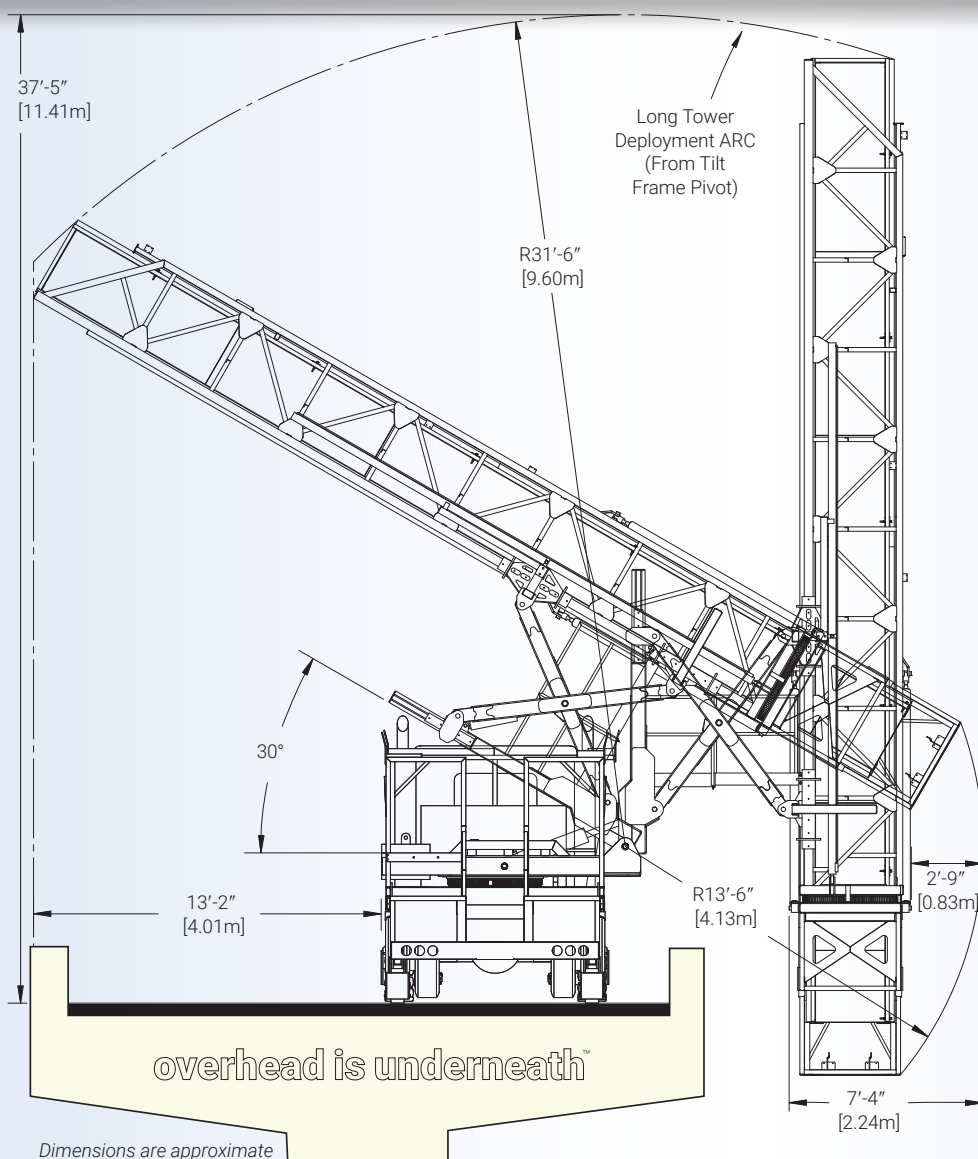 37′-5″
[11.41m]
Long Tower
Deployment ARC
(From Tilt
Frame Pivot)
R31′-6″
[9.60m]
30°
13′-2″
[4.01m]
R13′-6″
[4.13m]
2′-9″
[0.83m]
overhead is underneath™
7′-4″
[2.24m]
Dimensions are approximate